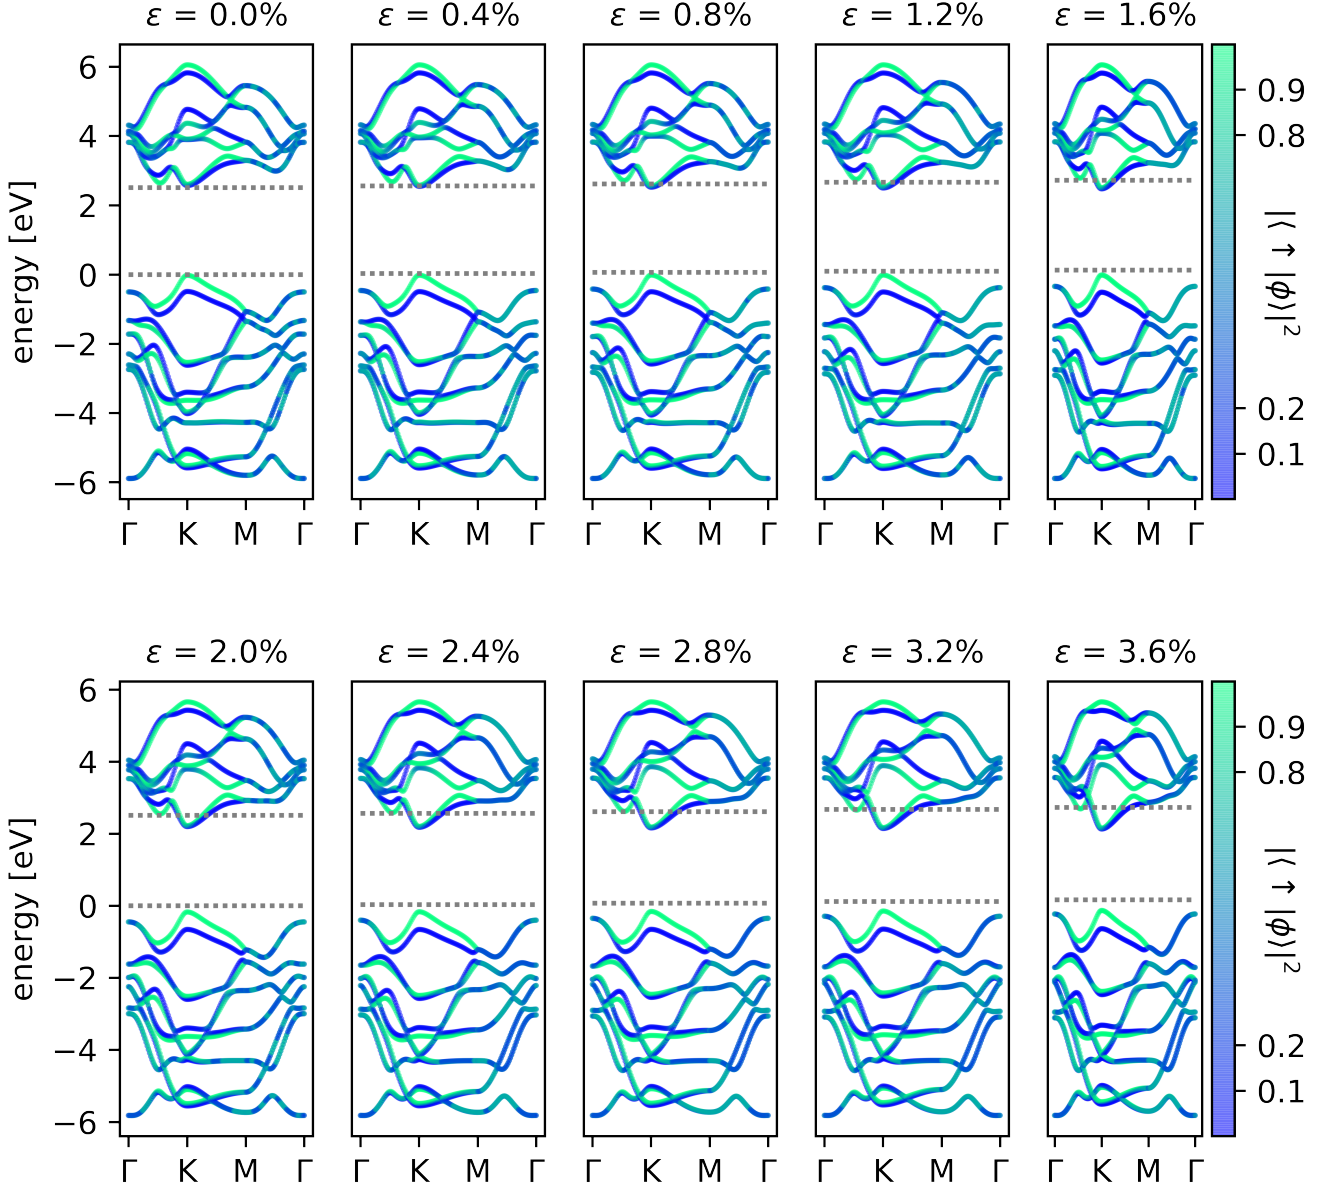 ε = 0.0% ε = 0.4% ε = 0.8% ε = 1.2% ε = 1.6%
energy [eV]
6
4
2
0
−2
−4
−6
Γ K M Γ Γ K M Γ Γ K M Γ Γ K M Γ Γ K M Γ
0.9
0.8
0.2
0.1
|⟨↑|ϕ⟩|²
ε = 2.0% ε = 2.4% ε = 2.8% ε = 3.2% ε = 3.6%
energy [eV]
6
4
2
0
−2
−4
−6
Γ K M Γ Γ K M Γ Γ K M Γ Γ K M Γ Γ K M Γ
0.9
0.8
0.2
0.1
|⟨↑|ϕ⟩|²